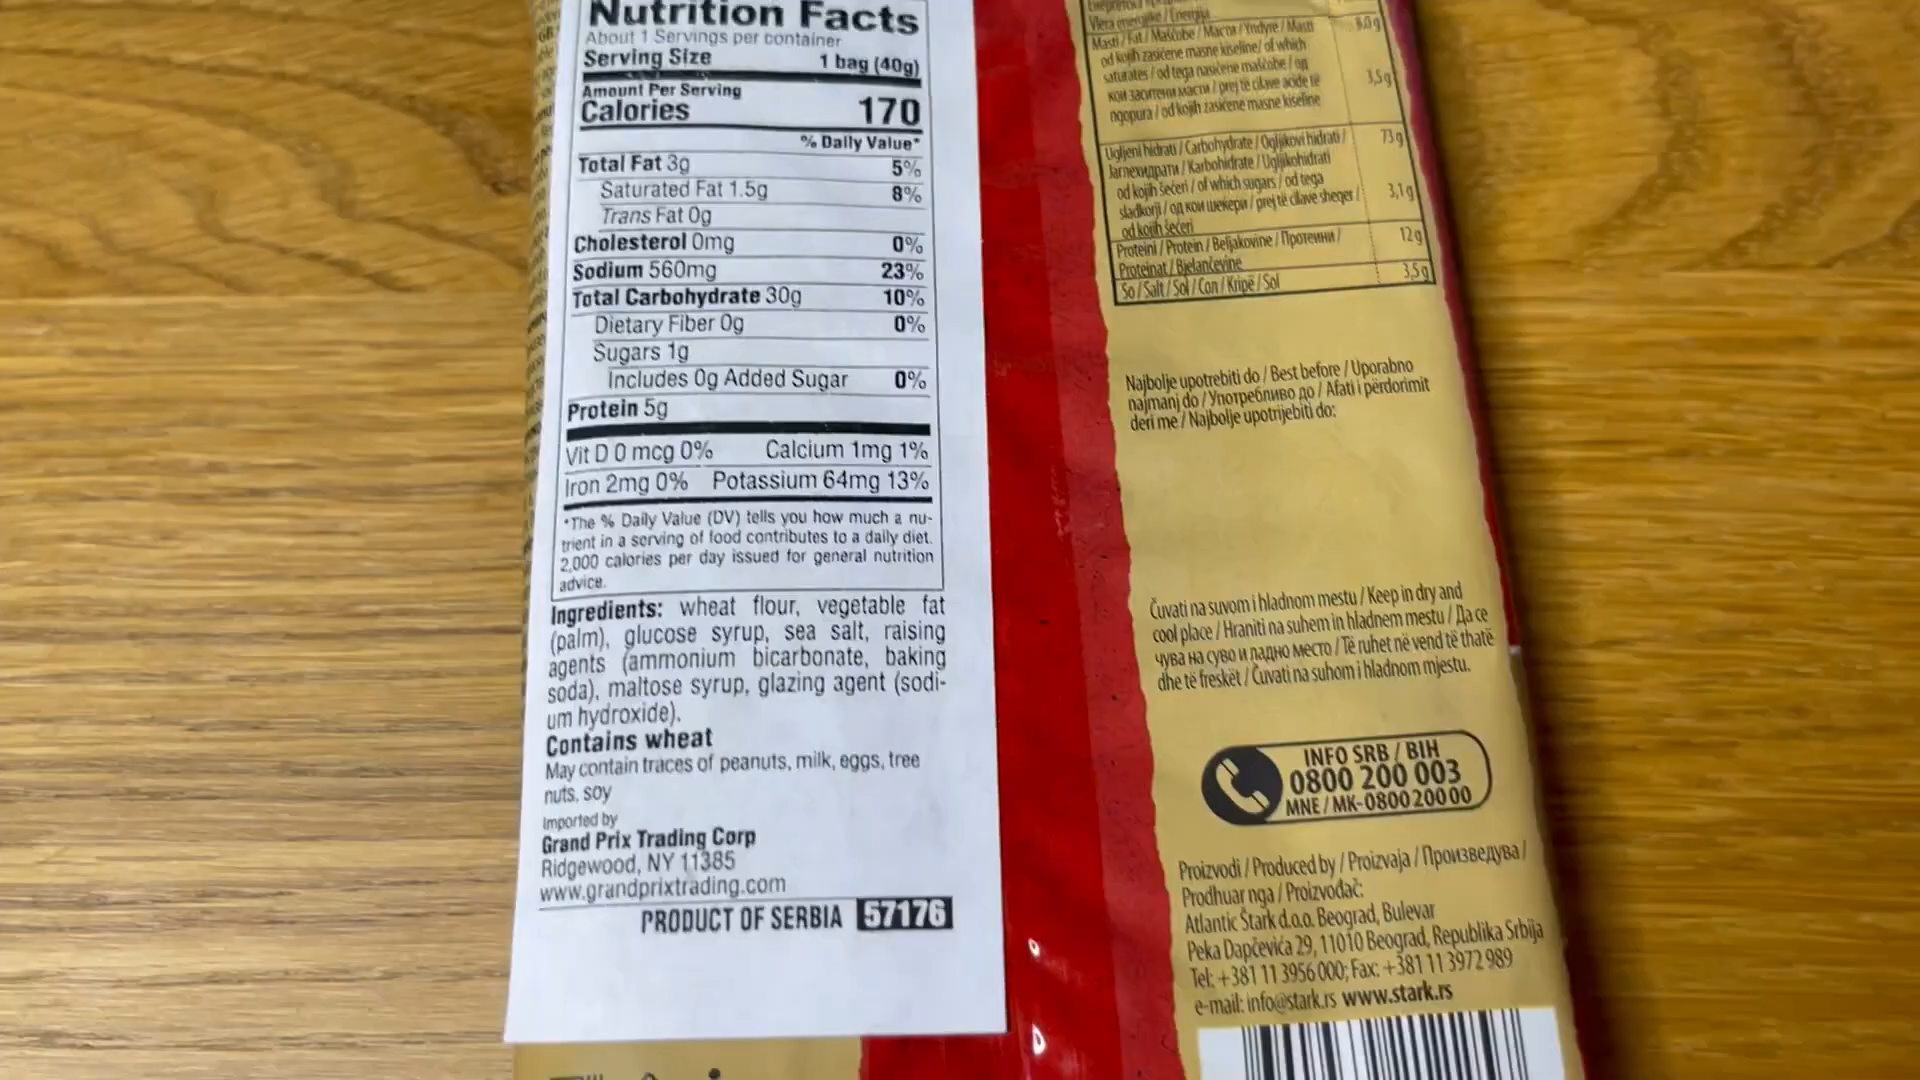 Nutrition Facts
About 1 Servings per container
Serving Size 1 bag (40g)
Amount Per Serving
Calories 170
% Daily Value*
Total Fat 3g 5%
Saturated Fat 1.5g 8%
Trans Fat 0g
Cholesterol 0mg 0%
Sodium 560mg 23%
Total Carbohydrate 30g 10%
Dietary Fiber 0g 0%
Sugars 1g
Includes 0g Added Sugar 0%
Protein 5g
Vit D 0 mcg 0% Calcium 1mg 1%
Iron 2mg 0% Potassium 64mg 13%
*The % Daily Value (DV) tells you how much a nu-
trient in a serving of food contributes to a daily diet.
2,000 calories per day issued for general nutrition
advice.
Ingredients: wheat flour, vegetable fat
(palm), glucose syrup, sea salt, raising
agents (ammonium bicarbonate, baking
soda), maltose syrup, glazing agent (sodi-
um hydroxide).
Contains wheat
May contain traces of peanuts, milk, eggs, tree
nuts, soy
Imported by
Grand Prix Trading Corp
Ridgewood, NY 11385
www.grandprixtrading.com
PRODUCT OF SERBIA 57176
Vlera energjike / Energija
Masti / Fat / Maščobe / Масти / Yndyre / Masti 8,0 g
od kojih zasićene masne kiseline / of which
saturates / od tega nasičene maščobe / од
кои заситени масти / prej të cilave acide të
ngopura / od kojih zasićene masne kiseline 3,5 g
Ugljeni hidrati / Carbohydrate / Ogljikovi hidrati / 73 g
Јаглехидрати / Karbohidrate / Ugljikohidrati
od kojih šećeri / of which sugars / od tega
sladkorji / од кои шеќери / prej të cilave sheqer / 3,1 g
od kojih šećeri
Proteini / Protein / Beljakovine / Протеини / 12 g
Proteinat / Bjelančevine
So / Salt / Sol / Сол / Kripë / Sol 3,5 g
Najbolje upotrebiti do / Best before / Uporabno
najmanj do / Употребливо до / Afati i përdorimit
deri me / Najbolje upotrijebiti do:
Čuvati na suvom i hladnom mestu / Keep in dry and
cool place / Hraniti na suhem in hladnem mestu / Да се
чува на суво и ладно место / Të ruhet në vend të thatë
dhe të freskët / Čuvati na suhom i hladnom mjestu.
INFO SRB / BIH
0800 200 003
MNE / MK-080020000
Proizvodi / Produced by / Proizvaja / Произведува /
Prodhuar nga / Proizvođač:
Atlantic Štark d.o.o. Beograd, Bulevar
Peka Dapčevića 29, 11010 Beograd, Republika Srbija
Tel: +381 11 3956 000; Fax: +381 11 3972 989
e-mail: info@stark.rs www.stark.rs